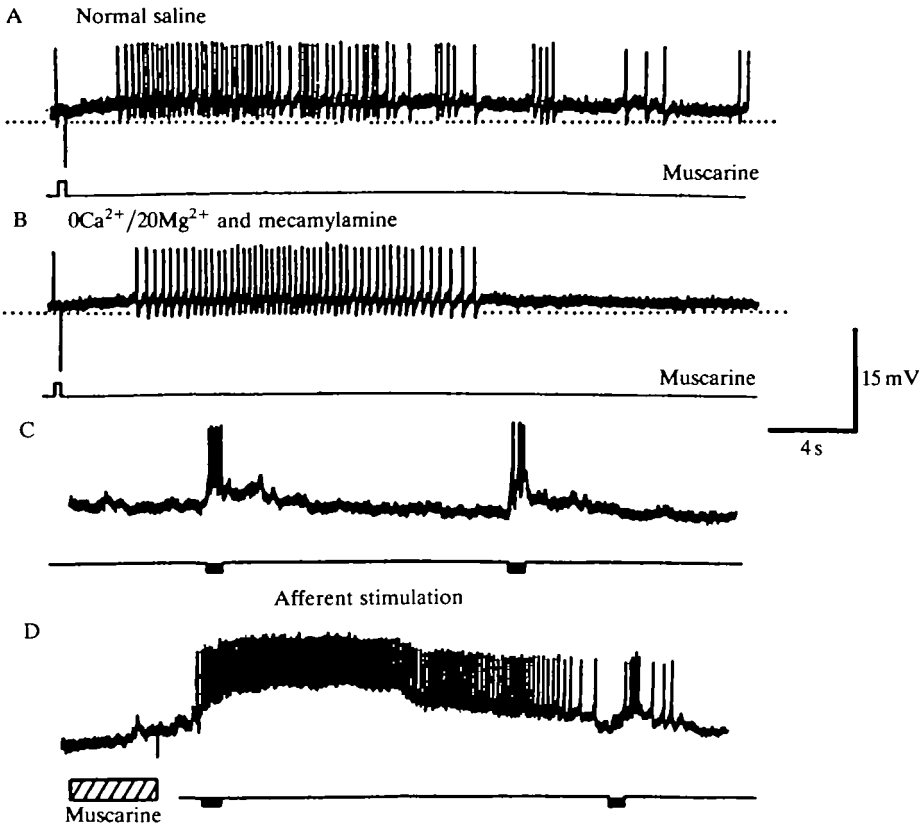 A Normal saline
Muscarine
B 0Ca²⁺/20Mg²⁺ and mecamylamine
Muscarine
15 mV
4 s
C
Afferent stimulation
D
Muscarine